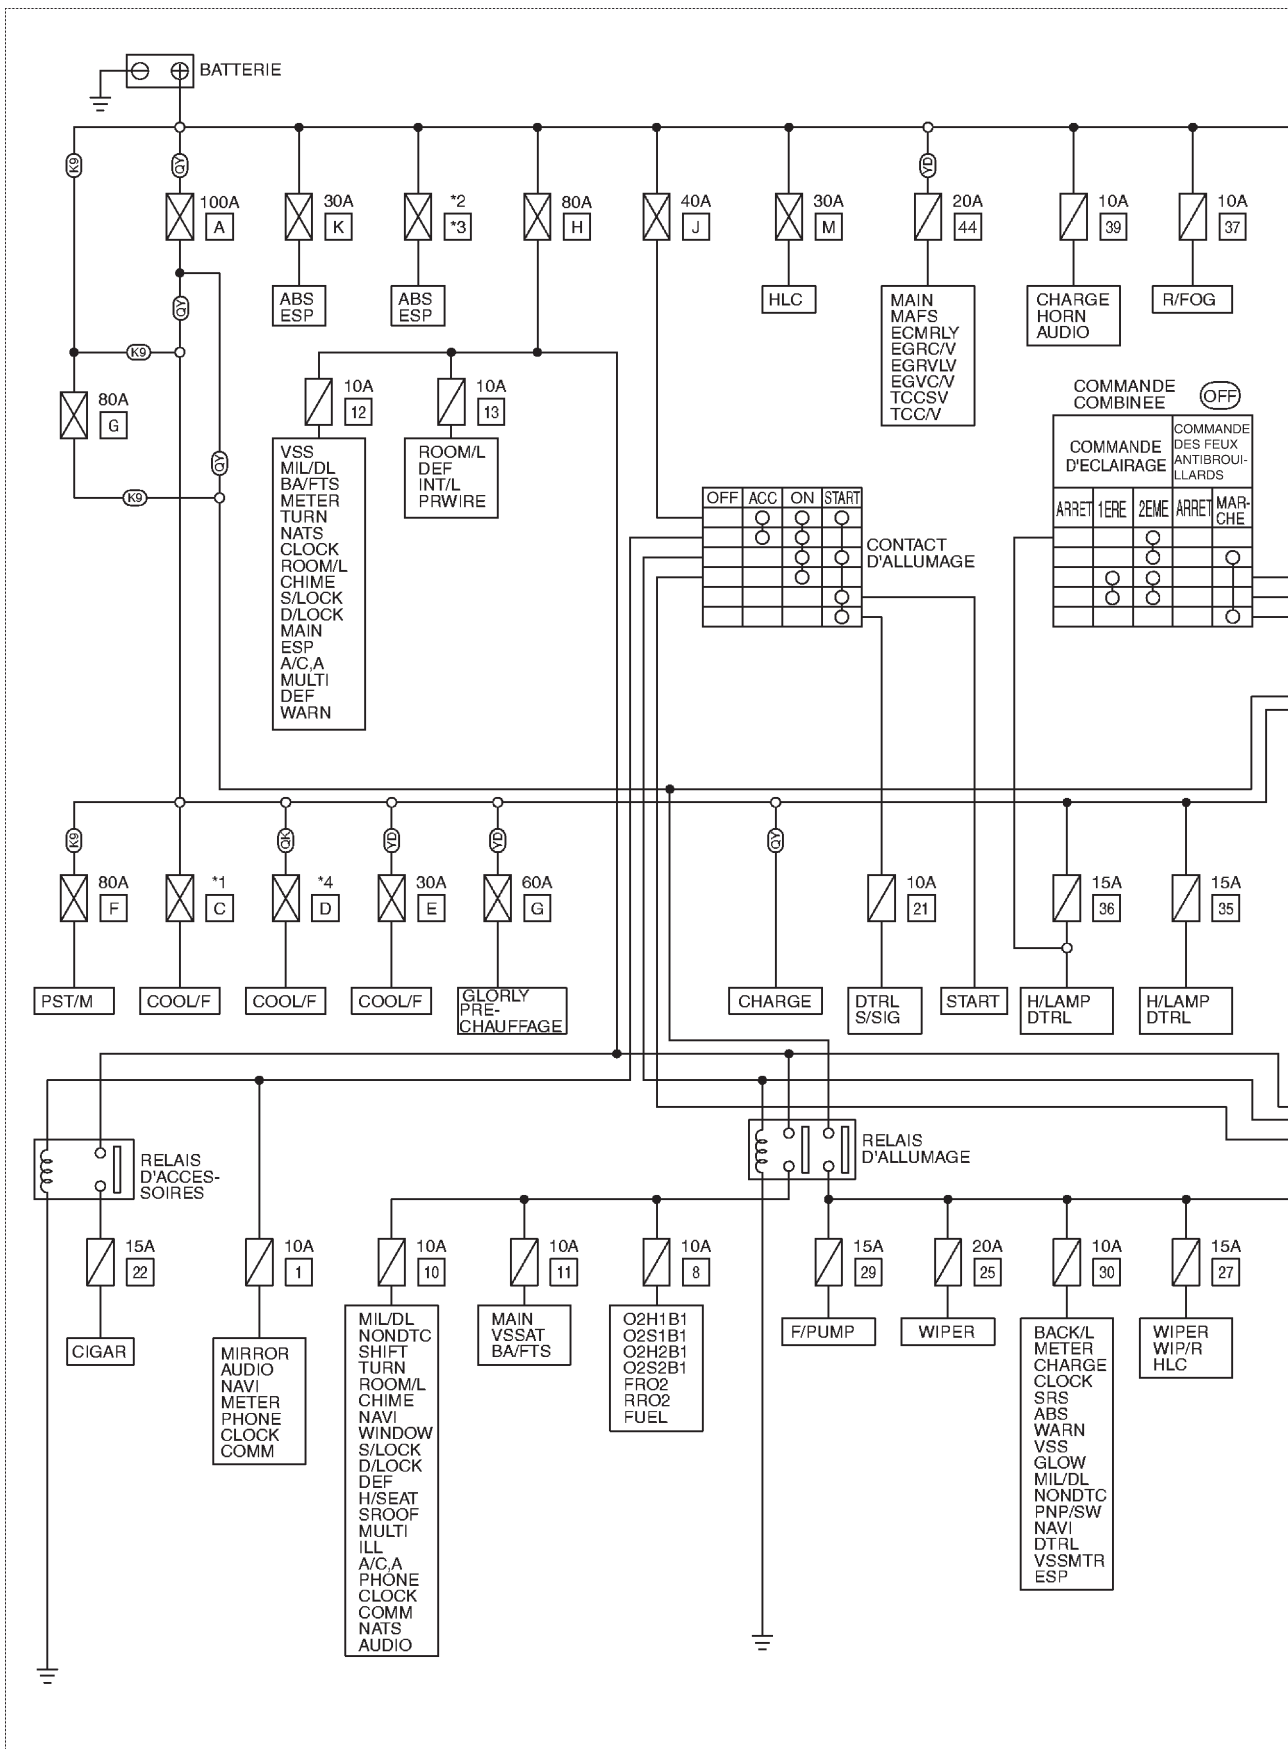 BATTERIE
K9
QY
YD
100A
A
30A
K
*2
*3
80A
H
40A
J
30A
M
20A
44
10A
39
10A
37
QY
ABS
ESP
ABS
ESP
HLC
MAIN
MAFS
ECMRLY
EGRC/V
EGRVLV
EGVC/V
TCCSV
TCC/V
CHARGE
HORN
AUDIO
R/FOG
K9
80A
G
10A
12
10A
13
QY
K9
VSS
MIL/DL
BA/FTS
METER
TURN
NATS
CLOCK
ROOM/L
CHIME
S/LOCK
D/LOCK
MAIN
ESP
A/C,A
MULTI
DEF
WARN
ROOM/L
DEF
INT/L
PRWIRE
OFF
ACC
ON
START
CONTACT
D'ALLUMAGE
COMMANDE
COMBINEE
OFF
COMMANDE
D'ECLAIRAGE
COMMANDE
DES FEUX
ANTIBROUI-
LLARDS
ARRET
1ERE
2EME
ARRET
MAR-
CHE
K9
QK
YD
YD
QY
80A
F
*1
C
*4
D
30A
E
60A
G
10A
21
15A
36
15A
35
PST/M
COOL/F
COOL/F
COOL/F
GLORLY
PRE-
CHAUFFAGE
CHARGE
DTRL
S/SIG
START
H/LAMP
DTRL
H/LAMP
DTRL
RELAIS
D'ACCES-
SOIRES
RELAIS
D'ALLUMAGE
15A
22
10A
1
10A
10
10A
11
10A
8
15A
29
20A
25
10A
30
15A
27
CIGAR
MIRROR
AUDIO
NAVI
METER
PHONE
CLOCK
COMM
MIL/DL
NONDTC
SHIFT
TURN
ROOM/L
CHIME
NAVI
WINDOW
S/LOCK
D/LOCK
DEF
H/SEAT
SROOF
MULTI
ILL
A/C,A
PHONE
CLOCK
COMM
NATS
AUDIO
MAIN
VSSAT
BA/FTS
O2H1B1
O2S1B1
O2H2B1
O2S2B1
FRO2
RRO2
FUEL
F/PUMP
WIPER
BACK/L
METER
CHARGE
CLOCK
SRS
ABS
WARN
VSS
GLOW
MIL/DL
NONDTC
PNP/SW
NAVI
DTRL
VSSMTR
ESP
WIPER
WIP/R
HLC